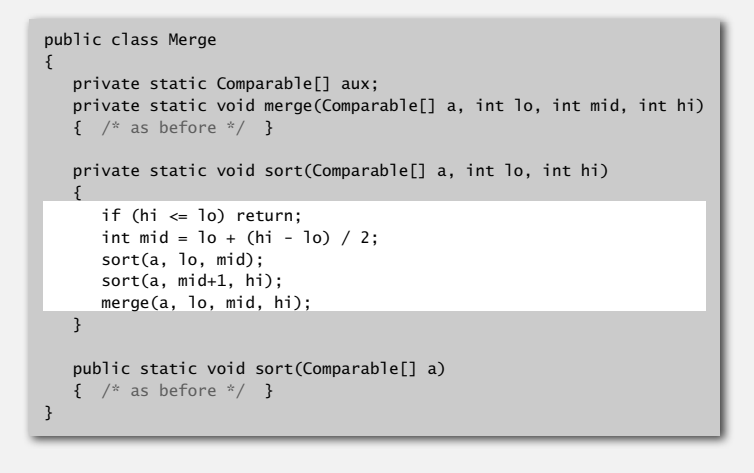 public class Merge
{
   private static Comparable[] aux;
   private static void merge(Comparable[] a, int lo, int mid, int hi)
   {  /* as before */  }

   private static void sort(Comparable[] a, int lo, int hi)
   {
      if (hi <= lo) return;
      int mid = lo + (hi - lo) / 2;
      sort(a, lo, mid);
      sort(a, mid+1, hi);
      merge(a, lo, mid, hi);
   }

   public static void sort(Comparable[] a)
   {  /* as before */  }
}